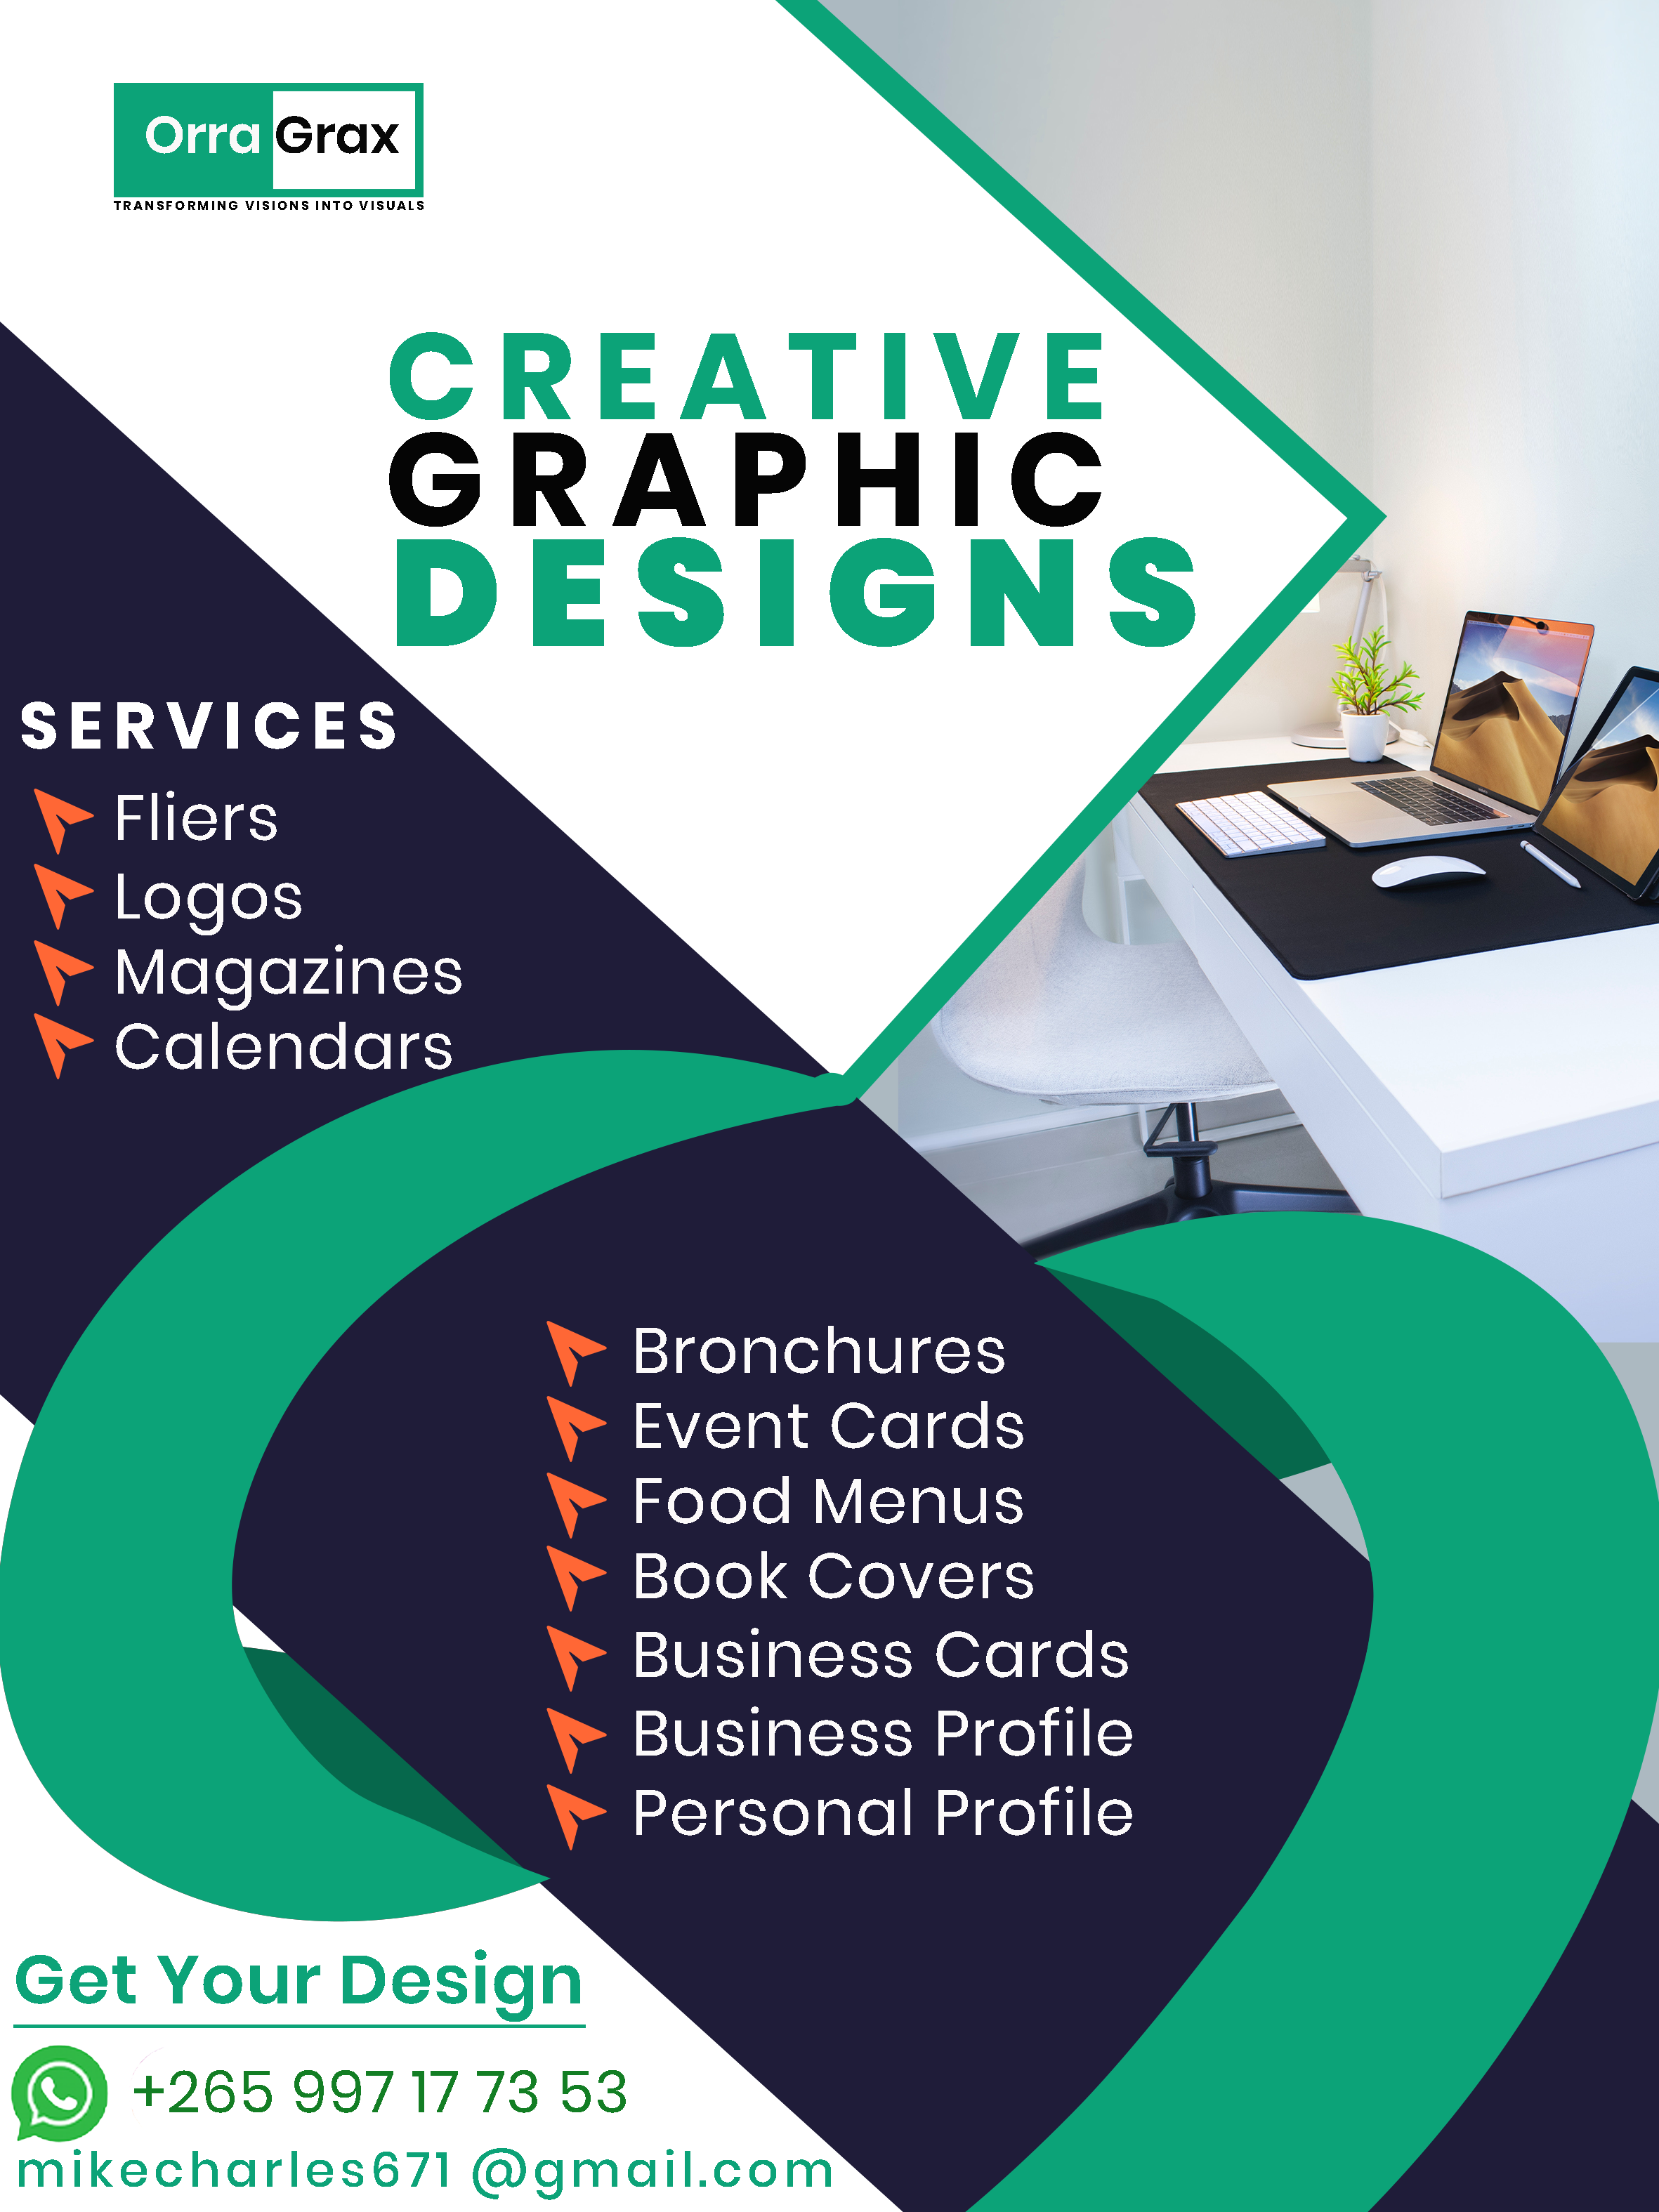 Orra Grax
TRANSFORMING VISIONS INTO VISUALS
CREATIVE
GRAPHIC
DESIGNS
SERVICES
Fliers
Logos
Magazines
Calendars
Bronchures
Event Cards
Food Menus
Book Covers
Business Cards
Business Profile
Personal Profile
Get Your Design
+265 997 17 73 53
mikecharles671 @gmail.com